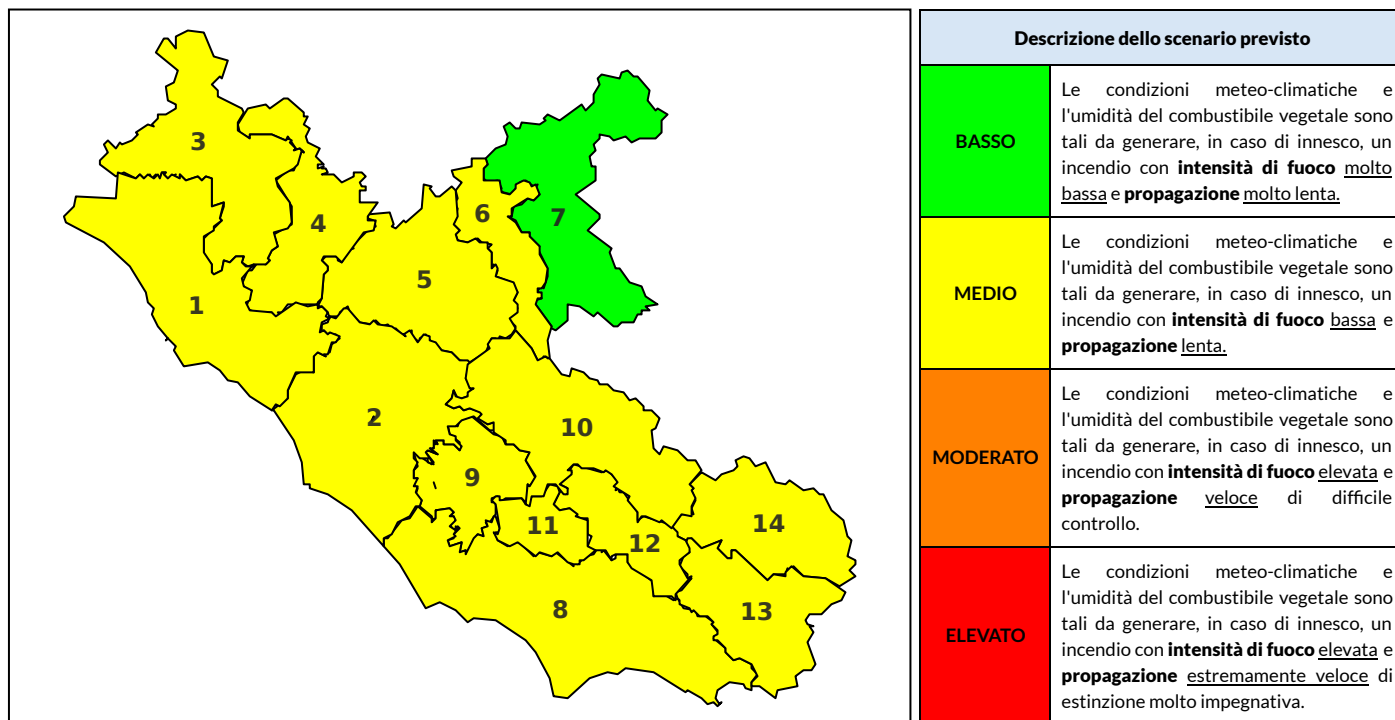 3
4
6
7
1
5
2
10
9
11
12
14
8
13
Descrizione dello scenario previsto
BASSO
Le condizioni meteo-climatiche e
l'umidità del combustibile vegetale sono
tali da generare, in caso di innesco, un
incendio con intensità di fuoco molto
bassa e propagazione molto lenta.
MEDIO
Le condizioni meteo-climatiche e
l'umidità del combustibile vegetale sono
tali da generare, in caso di innesco, un
incendio con intensità di fuoco bassa e
propagazione lenta.
MODERATO
Le condizioni meteo-climatiche e
l'umidità del combustibile vegetale sono
tali da generare, in caso di innesco, un
incendio con intensità di fuoco elevata e
propagazione veloce di difficile
controllo.
ELEVATO
Le condizioni meteo-climatiche e
l'umidità del combustibile vegetale sono
tali da generare, in caso di innesco, un
incendio con intensità di fuoco elevata e
propagazione estremamente veloce di
estinzione molto impegnativa.